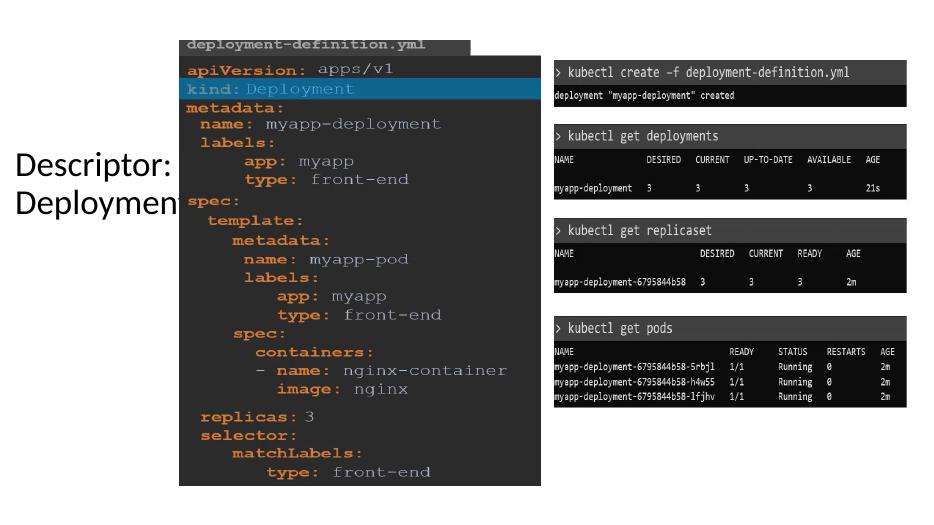 Descriptor:
Deployment
deployment-definition.yml
apiVersion: apps/v1
kind: Deployment
metadata:
name: myapp-deployment
labels:
app: myapp
type: front-end
spec:
template:
metadata:
name: myapp-pod
labels:
app: myapp
type: front-end
spec:
containers:
- name: nginx-container
image: nginx
replicas: 3
selector:
matchLabels:
type: front-end
> kubectl create -f deployment-definition.yml
deployment "myapp-deployment" created
> kubectl get deployments
NAME DESIRED CURRENT UP-TO-DATE AVAILABLE AGE
myapp-deployment 3 3 3 3 21s
> kubectl get replicaset
NAME DESIRED CURRENT READY AGE
myapp-deployment-6795844b58 3 3 3 2m
> kubectl get pods
NAME READY STATUS RESTARTS AGE
myapp-deployment-6795844b58-5rbjl 1/1 Running 0 2m
myapp-deployment-6795844b58-h4w55 1/1 Running 0 2m
myapp-deployment-6795844b58-lfjhv 1/1 Running 0 2m